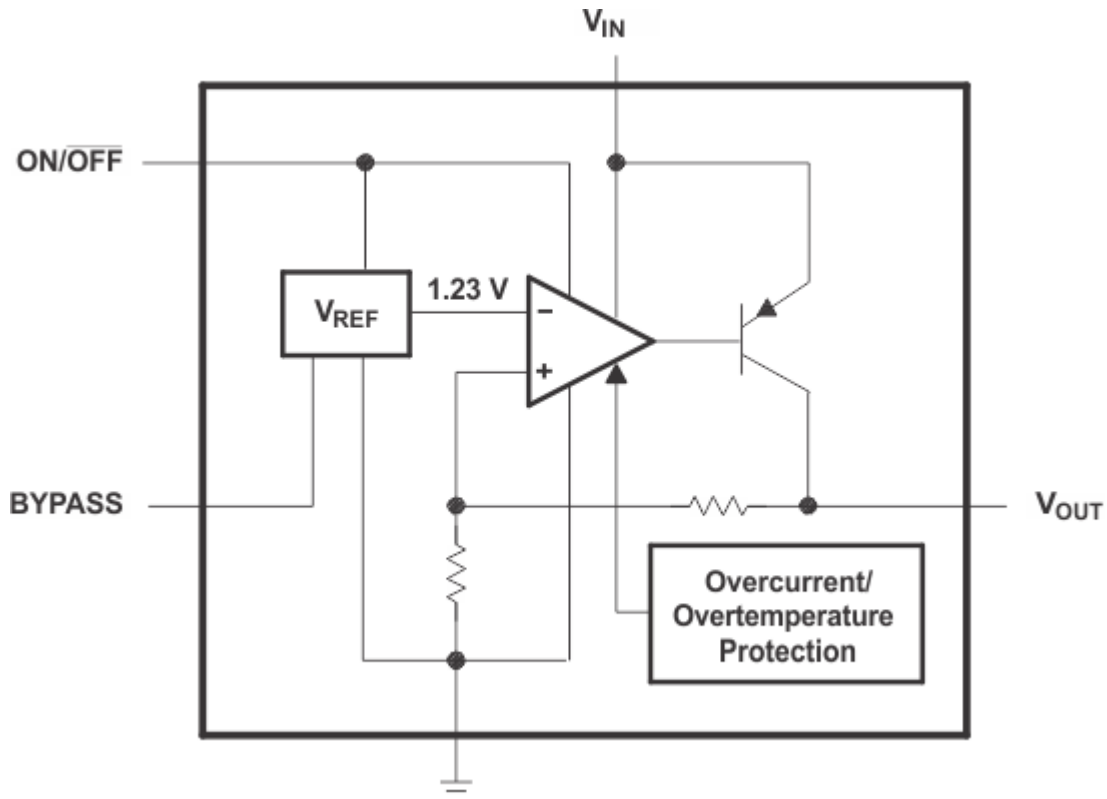 VIN
ON/OFF
1.23 V
VREF
−
+
BYPASS
VOUT
Overcurrent/
Overtemperature
Protection